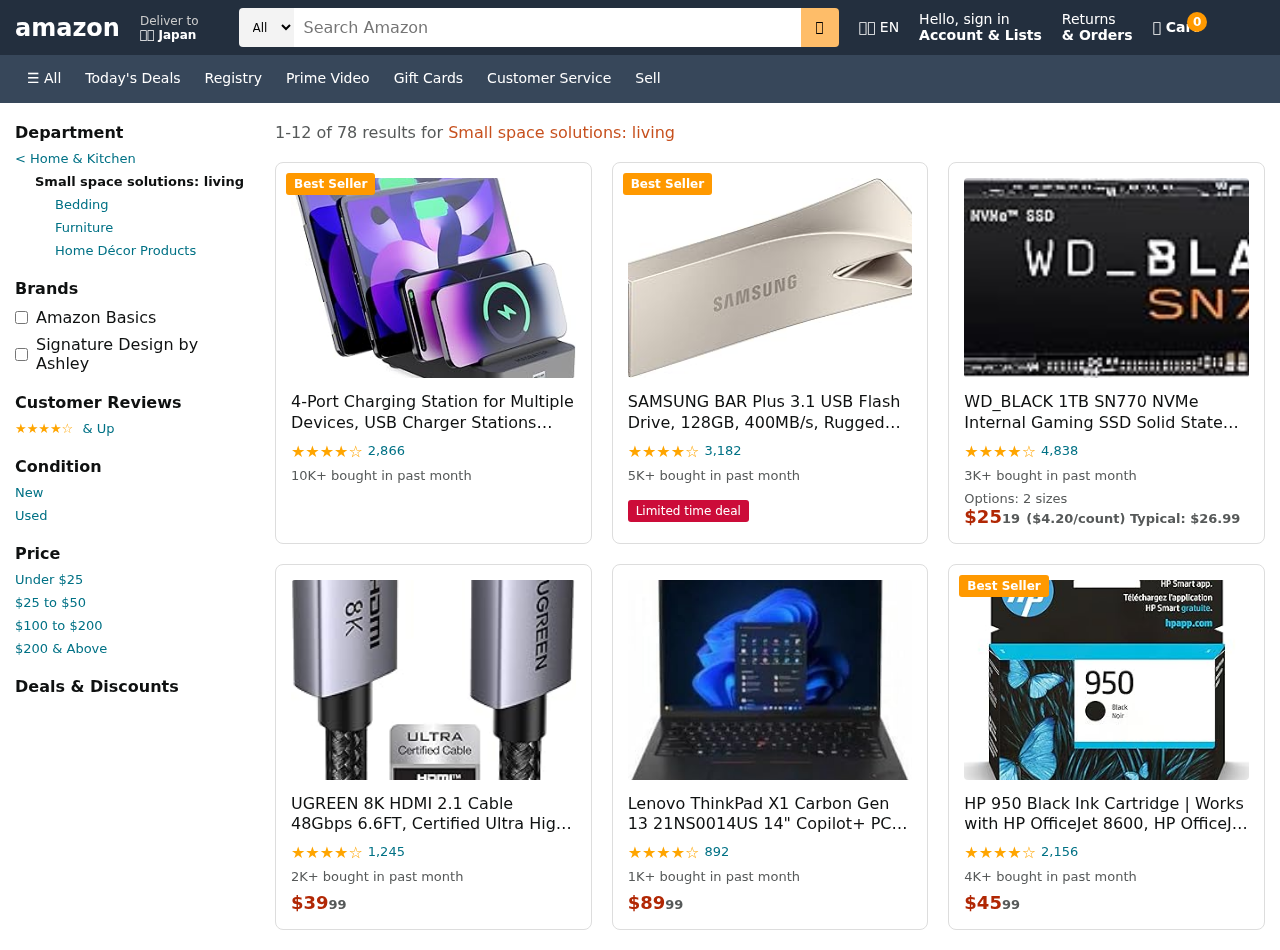 amazon
Deliver to
Japan
All
Search Amazon
EN
Hello, sign in
Account & Lists
Returns
& Orders
0
☰ All
Today's Deals
Registry
Prime Video
Gift Cards
Customer Service
Sell
Department
< Home & Kitchen
Small space solutions: living
Bedding
Furniture
Home Décor Products
Brands
Amazon Basics
Signature Design by
Ashley
Customer Reviews
★★★★☆ & Up
Condition
New
Used
Price
Under $25
$25 to $50
$100 to $200
$200 & Above
Deals & Discounts
1-12 of 78 results for Small space solutions: living
Best Seller
4-Port Charging Station for Multiple
Devices, USB Charger Stations…
★★★★☆ 2,866
10K+ bought in past month
Best Seller
SAMSUNG
SAMSUNG BAR Plus 3.1 USB Flash
Drive, 128GB, 400MB/s, Rugged…
★★★★☆ 3,182
5K+ bought in past month
Limited time deal
NVMe™ SSD
WD_BLA
SN7
WD_BLACK 1TB SN770 NVMe
Internal Gaming SSD Solid State…
★★★★☆ 4,838
3K+ bought in past month
Options: 2 sizes
$25 19 ($4.20/count) Typical: $26.99
HDMI
8K
UGREEN
ULTRA
Certified Cable
HDMI™
UGREEN 8K HDMI 2.1 Cable
48Gbps 6.6FT, Certified Ultra Hig…
★★★★☆ 1,245
2K+ bought in past month
$39 99
Lenovo ThinkPad X1 Carbon Gen
13 21NS0014US 14" Copilot+ PC…
★★★★☆ 892
1K+ bought in past month
$89 99
Best Seller
hp
HP Smart app.
Téléchargez l'application
HP Smart gratuite.
hpapp.com
950
Black
Noir
HP 950 Black Ink Cartridge | Works
with HP OfficeJet 8600, HP OfficeJ…
★★★★☆ 2,156
4K+ bought in past month
$45 99